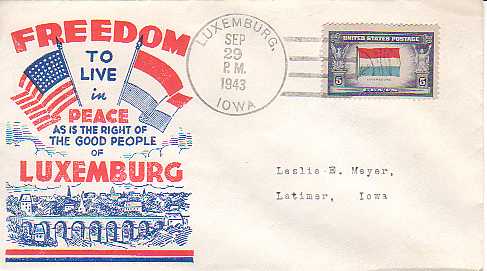 FREEDOM
TO
LIVE
in
PEACE
AS IS THE RIGHT OF
THE GOOD PEOPLE
OF
LUXEMBURG
LUXEMBURG,
SEP
29
P.M.
1943
IOWA
UNITED STATES POSTAGE
5 5
Leslie E. Meyer,
Latimer, Iowa